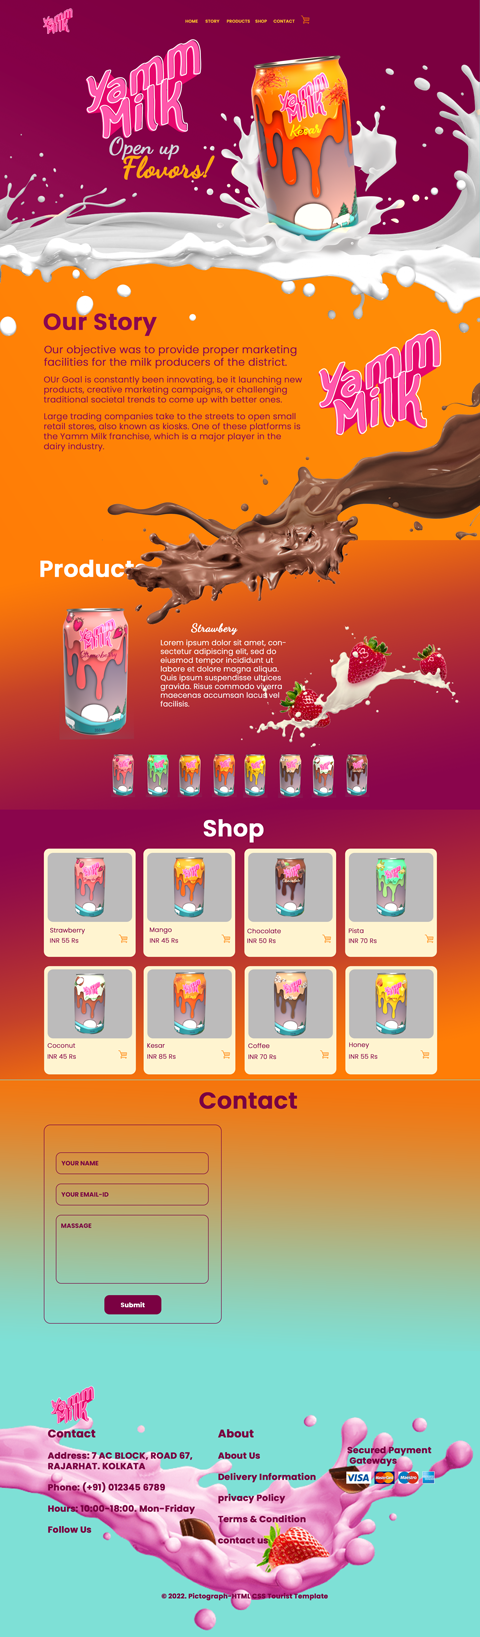 Yamm
Milk
HOME STORY PRODUCTS SHOP CONTACT
Yamm
Milk
Open up
Flavors!
Yamm
Milk
Kesar
Our Story
Our objective was to provide proper marketing
facilities for the milk producers of the district.
OUr Goal is constantly been innovating, be it launching new
products, creative marketing campaigns, or challenging
traditional societal trends to come up with better ones.
Large trading companies take to the streets to open small
retail stores, also known as kiosks. One of these platforms is
the Yamm Milk franchise, which is a major player in the
dairy industry.
Yamm
Milk
Products
Strawbery
Lorem ipsum dolor sit amet, con-
sectetur adipiscing elit, sed do
eiusmod tempor incididunt ut
labore et dolore magna aliqua.
Quis ipsum suspendisse ultrices
gravida. Risus commodo viverra
maecenas accumsan lacus vel
facilisis.
Shop
Strawberry
INR 55 Rs
Mango
INR 45 Rs
Chocolate
INR 50 Rs
Pista
INR 70 Rs
Coconut
INR 45 Rs
Kesar
INR 85 Rs
Coffee
INR 70 Rs
Honey
INR 55 Rs
Contact
YOUR NAME
YOUR EMAIL-ID
MASSAGE
Submit
Yamm
Milk
Contact
Address: 7 AC BLOCK, ROAD 67,
RAJARHAT. KOLKATA
Phone: (+91) 012345 6789
Hours: 10:00-18:00. Mon-Friday
Follow Us
About
About Us
Delivery Information
privacy Policy
Terms & Condition
contact us
Secured Payment
Gateways
VISA MasterCard Maestro
© 2022. Pictograph-HTML CSS Tourist Template